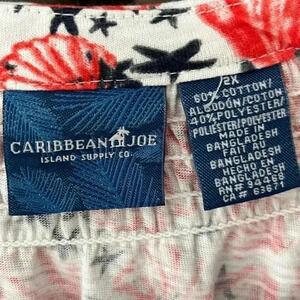 CARIBBEAN JOE
ISLAND SUPPLY CO.
2X
60% COTTON/
ALGODÓN/COTON
40% POLYESTER/
POLIÉSTER/POLYESTER
MADE IN
BANGLADESH
FAIT AU
BANGLADESH
HECHO EN
BANGLADESH
RN# 94468
CA# 63671